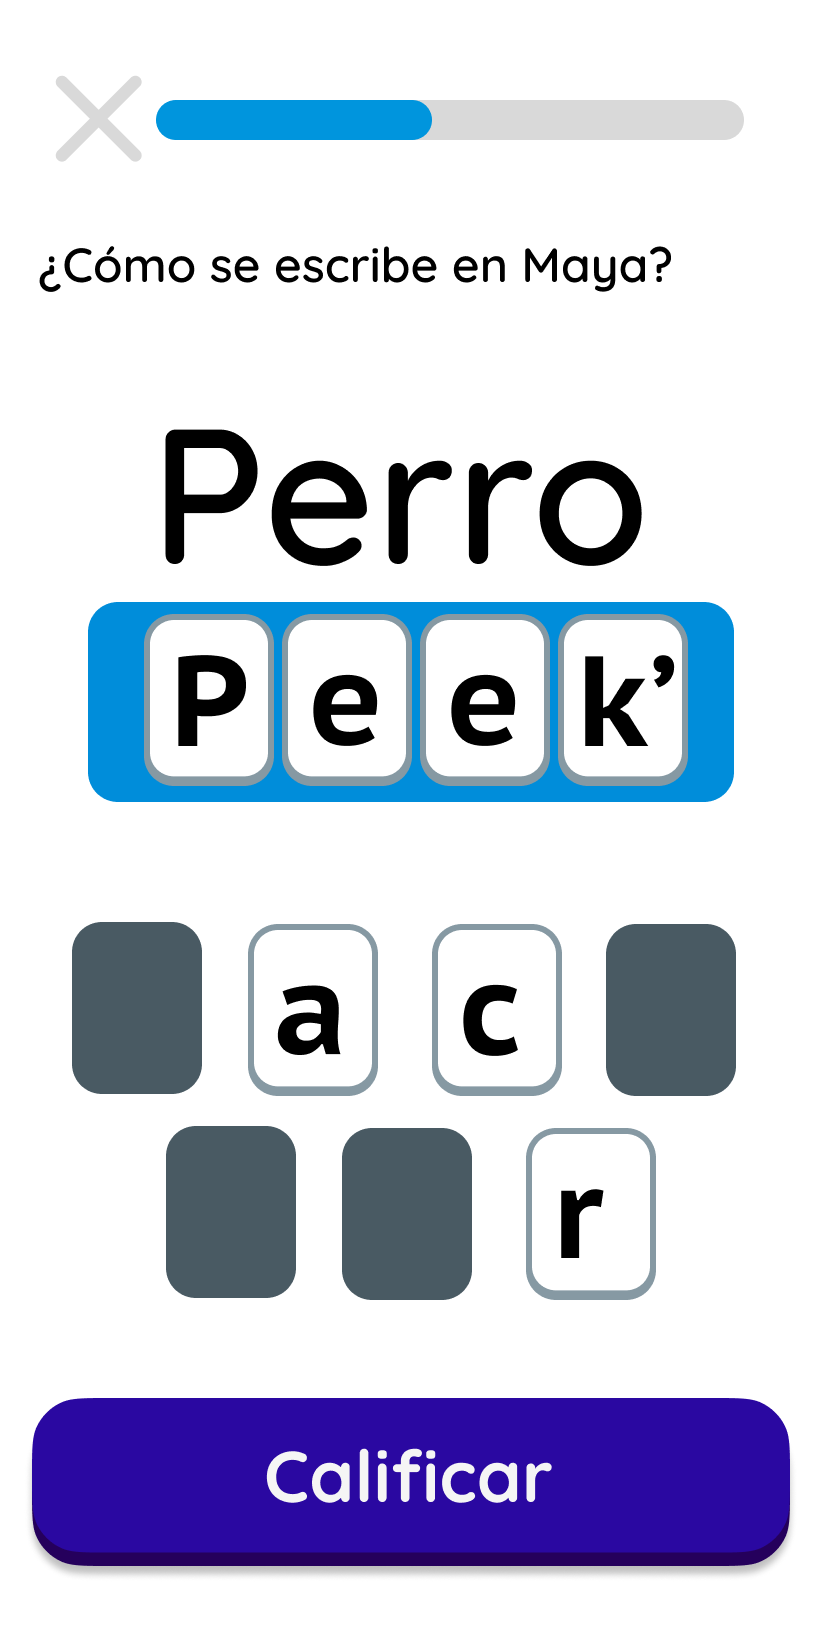 ¿Cómo se escribe en Maya?
Perro
P e e k’
a c
r
Calificar